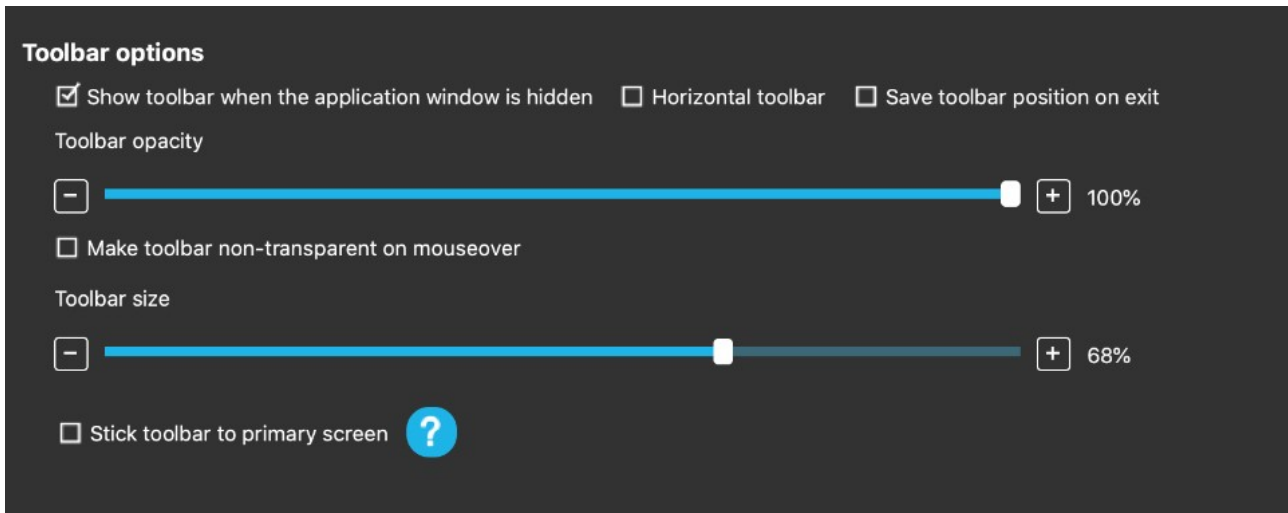 Toolbar options
Show toolbar when the application window is hidden Horizontal toolbar Save toolbar position on exit
Toolbar opacity
− + 100%
Make toolbar non-transparent on mouseover
Toolbar size
− + 68%
Stick toolbar to primary screen ?